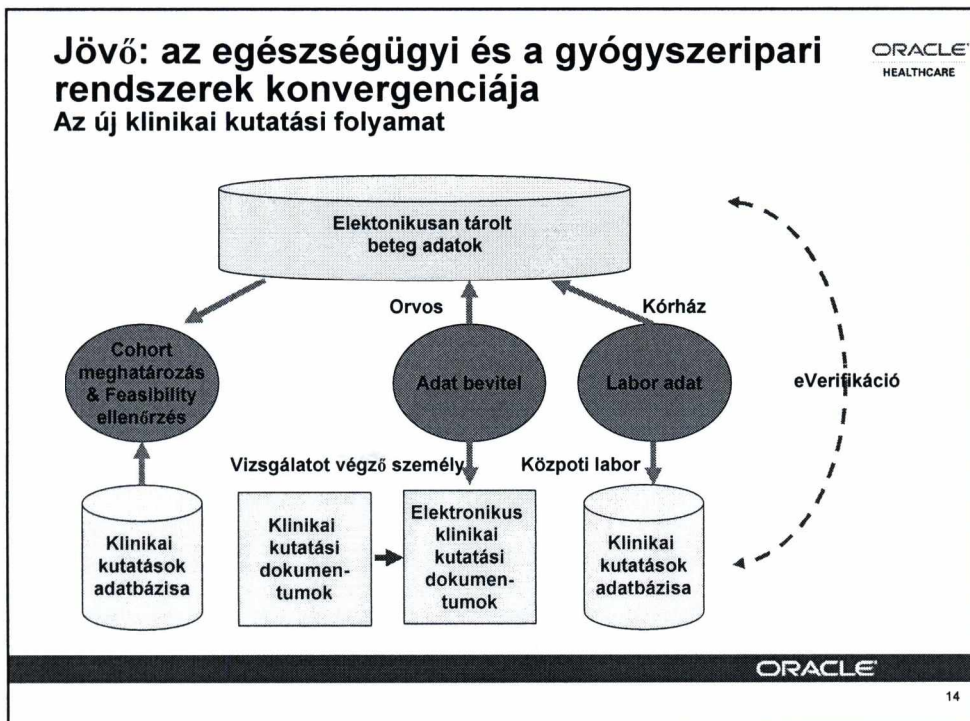 Jövő: az egészségügyi és a gyógyszeripari
rendszerek konvergenciája
Az új klinikai kutatási folyamat
ORACLE
HEALTHCARE
Elektonikusan tárolt
beteg adatok
Orvos
Kórház
Cohort
meghatározás
& Feasibility
ellenőrzés
Adat bevitel
Labor adat
eVerifikáció
Vizsgálatot végző személy
Közpoti labor
Klinikai
kutatások
adatbázisa
Klinikai
kutatási
dokumen-
tumok
Elektronikus
klinikai
kutatási
dokumen-
tumok
Klinikai
kutatások
adatbázisa
ORACLE
14